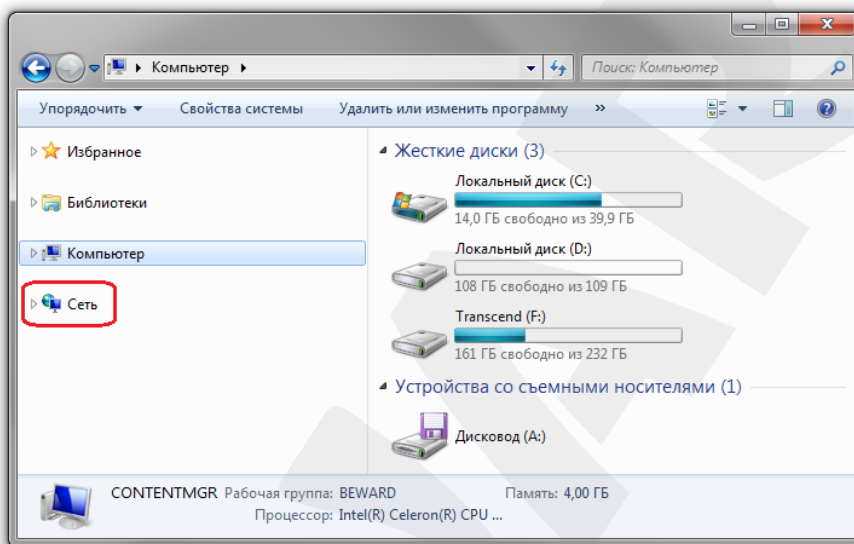 Компьютер
Поиск: Компьютер
Упорядочить Свойства системы Удалить или изменить программу »
Избранное
Библиотеки
Компьютер
Сеть
Жесткие диски (3)
Локальный диск (C:)
14,0 ГБ свободно из 39,9 ГБ
Локальный диск (D:)
108 ГБ свободно из 109 ГБ
Transcend (F:)
161 ГБ свободно из 232 ГБ
Устройства со съемными носителями (1)
Дисковод (A:)
CONTENTMGR Рабочая группа: BEWARD Память: 4,00 ГБ
Процессор: Intel(R) Celeron(R) CPU ...